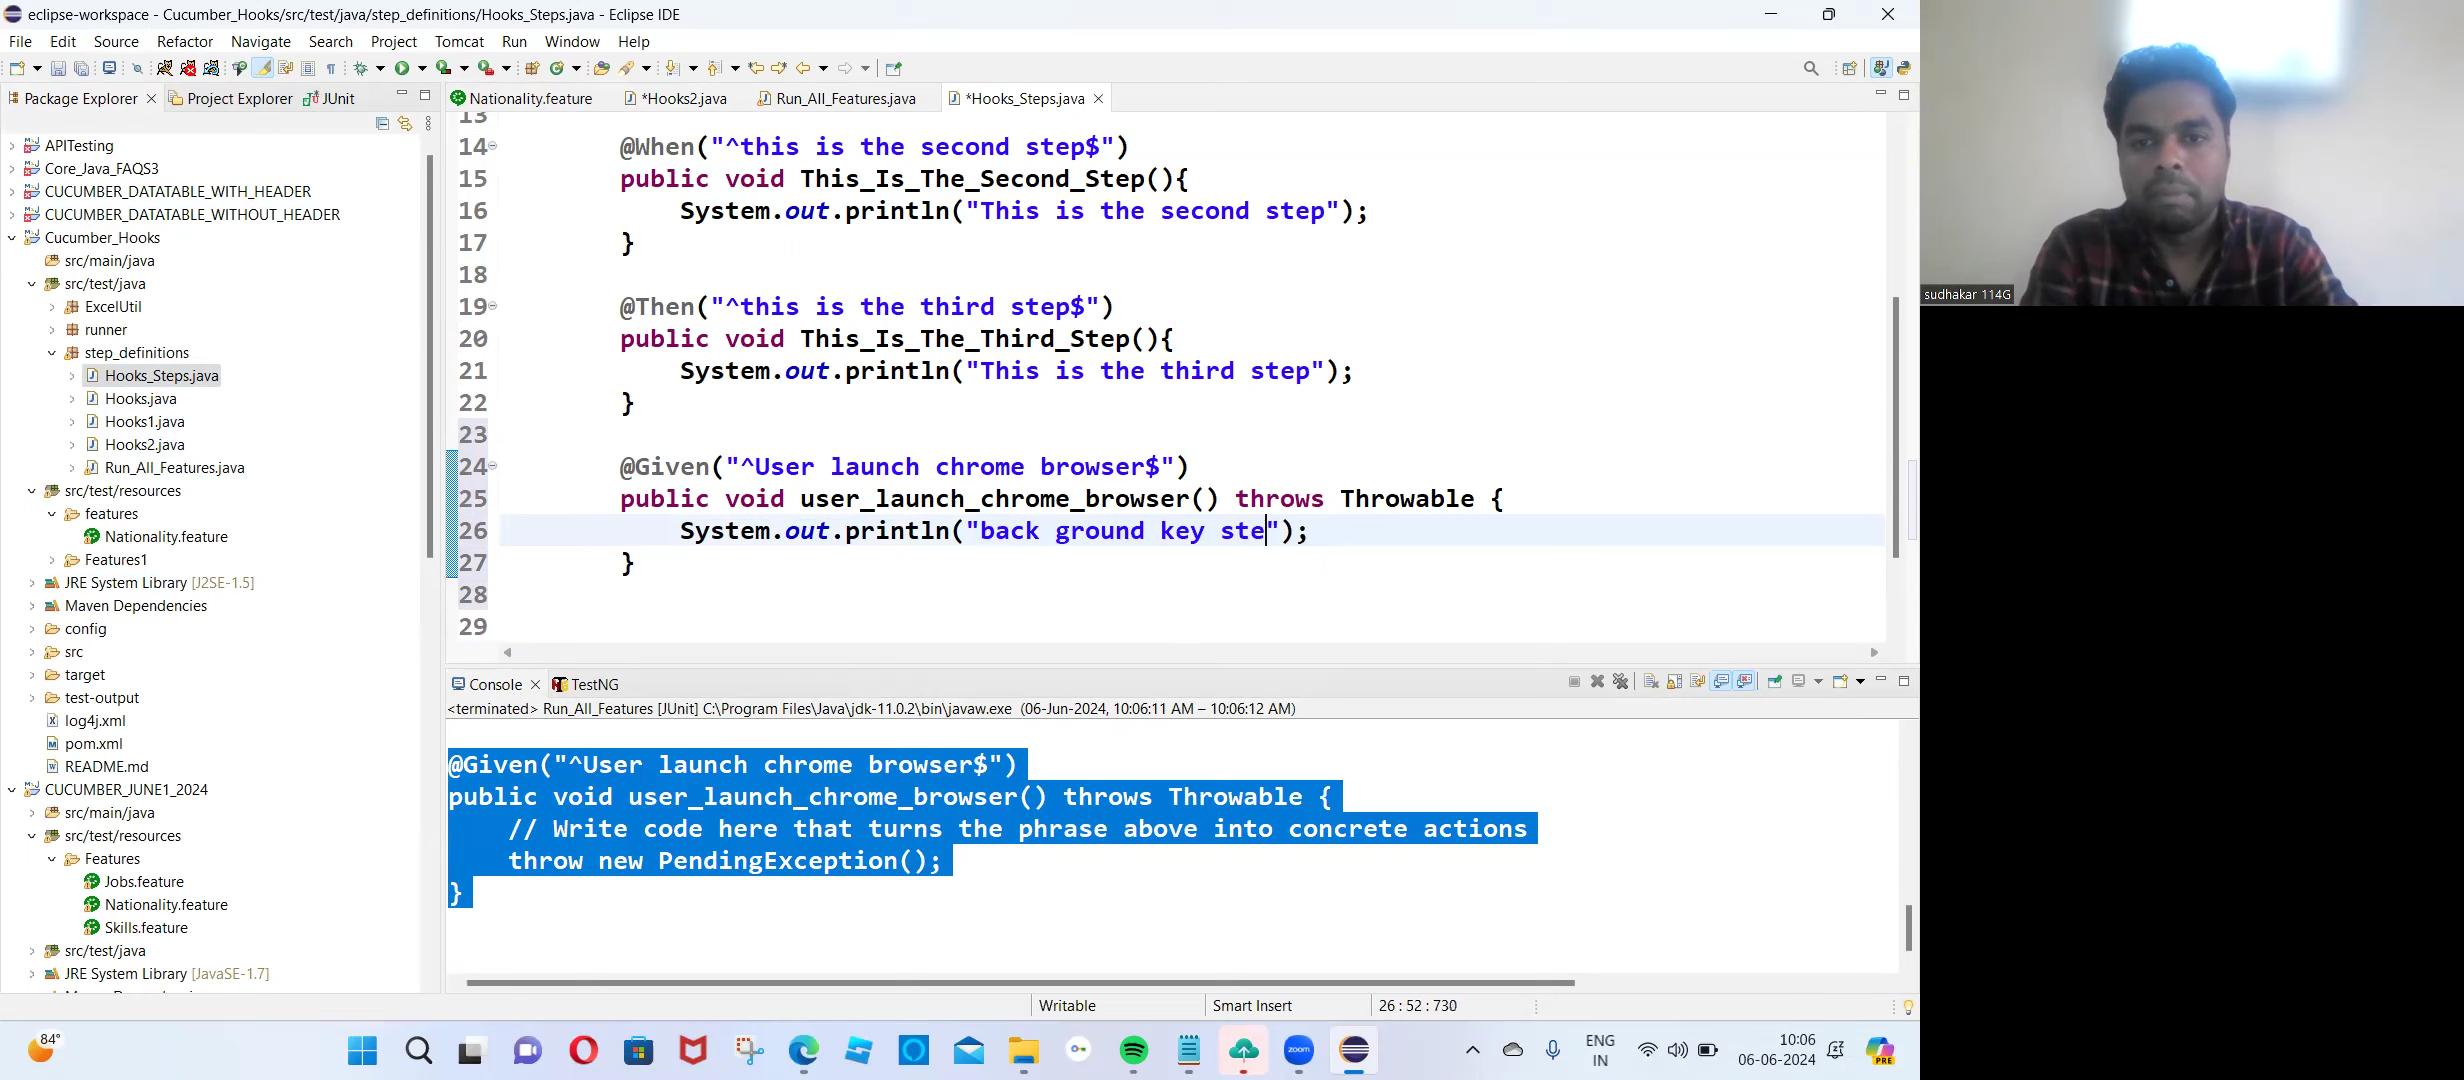 eclipse-workspace - Cucumber_Hooks/src/test/java/step_definitions/Hooks_Steps.java - Eclipse IDE
File Edit Source Refactor Navigate Search Project Tomcat Run Window Help
Package Explorer Project Explorer JUnit
Nationality.feature *Hooks2.java Run_All_Features.java *Hooks_Steps.java
APITesting
Core_Java_FAQS3
CUCUMBER_DATATABLE_WITH_HEADER
CUCUMBER_DATATABLE_WITHOUT_HEADER
Cucumber_Hooks
src/main/java
src/test/java
ExcelUtil
runner
step_definitions
Hooks_Steps.java
Hooks.java
Hooks1.java
Hooks2.java
Run_All_Features.java
src/test/resources
features
Nationality.feature
Features1
JRE System Library [J2SE-1.5]
Maven Dependencies
config
src
target
test-output
log4j.xml
pom.xml
README.md
CUCUMBER_JUNE1_2024
src/main/java
src/test/resources
Features
Jobs.feature
Nationality.feature
Skills.feature
src/test/java
JRE System Library [JavaSE-1.7]
13
14 @When("^this is the second step$")
15 public void This_Is_The_Second_Step(){
16 System.out.println("This is the second step");
17 }
18
19 @Then("^this is the third step$")
20 public void This_Is_The_Third_Step(){
21 System.out.println("This is the third step");
22 }
23
24 @Given("^User launch chrome browser$")
25 public void user_launch_chrome_browser() throws Throwable {
26 System.out.println("back ground key ste");
27 }
28
29
Console TestNG
<terminated> Run_All_Features [JUnit] C:\Program Files\Java\jdk-11.0.2\bin\javaw.exe (06-Jun-2024, 10:06:11 AM – 10:06:12 AM)
@Given("^User launch chrome browser$")
public void user_launch_chrome_browser() throws Throwable {
// Write code here that turns the phrase above into concrete actions
throw new PendingException();
}
Writable Smart Insert 26 : 52 : 730
sudhakar 114G
84°
zoom
ENG
IN
10:06
06-06-2024
PRE